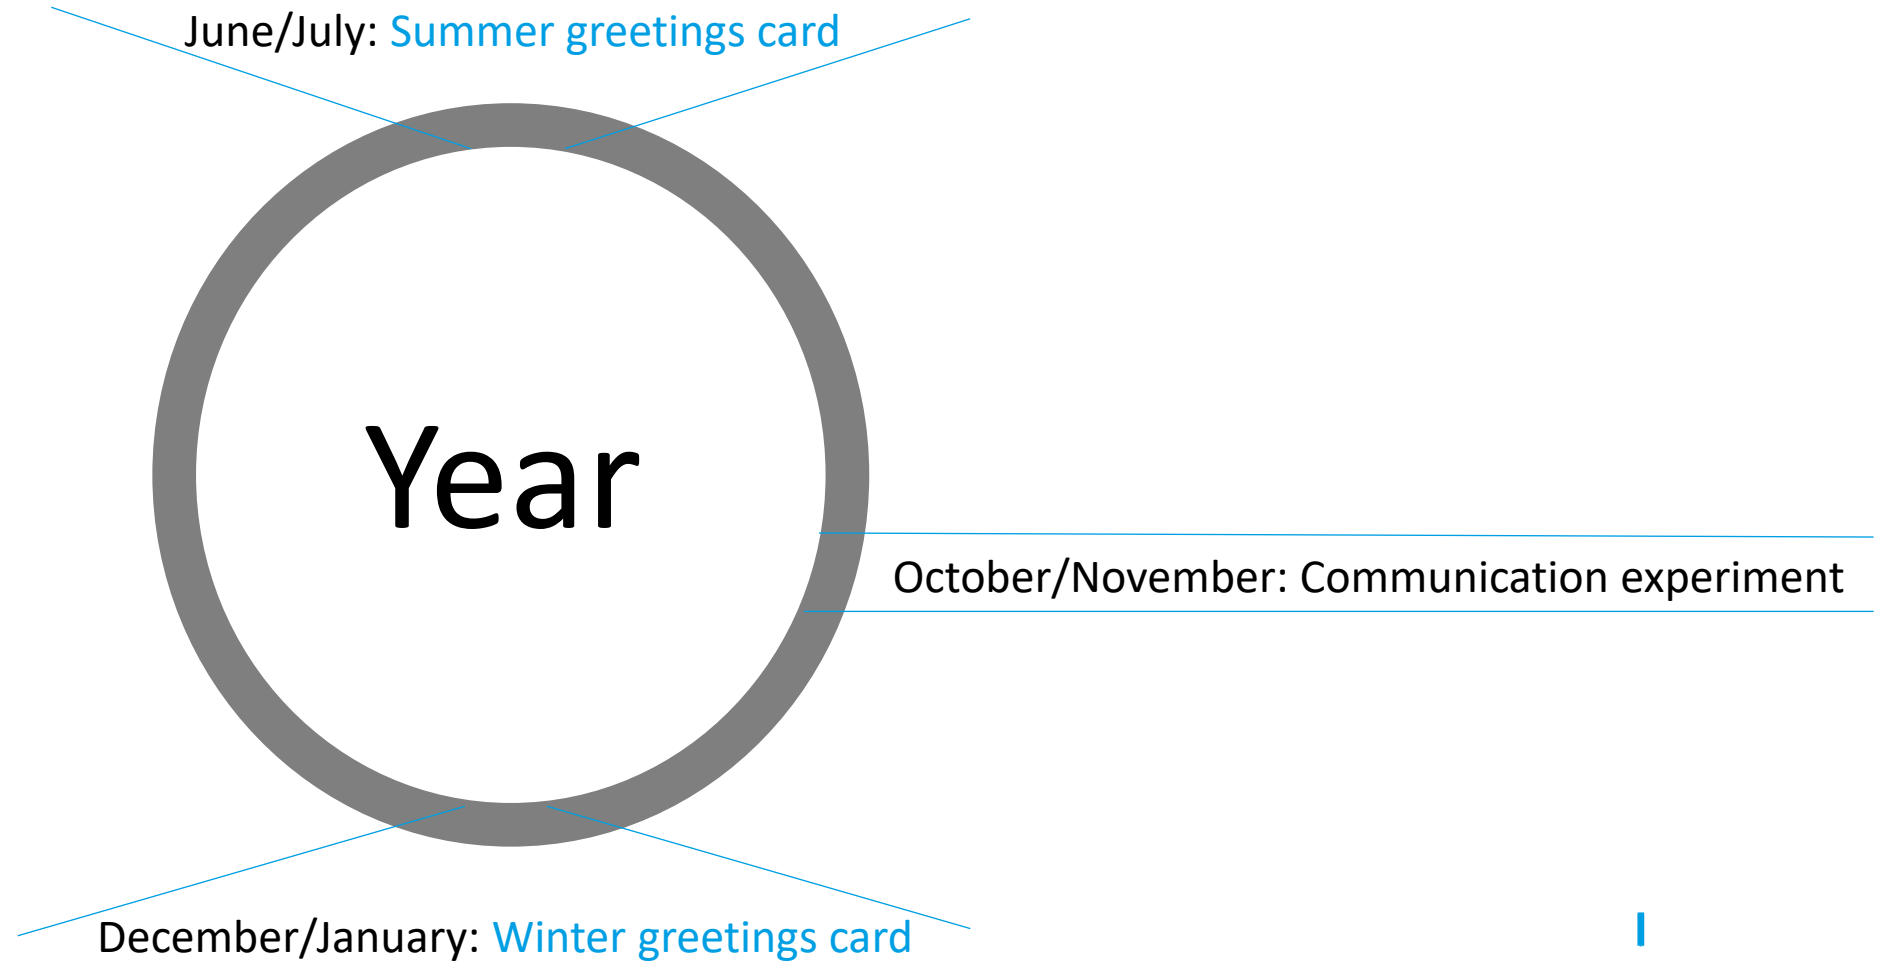 June/July: Summer greetings card
Year
October/November: Communication experiment
December/January: Winter greetings card